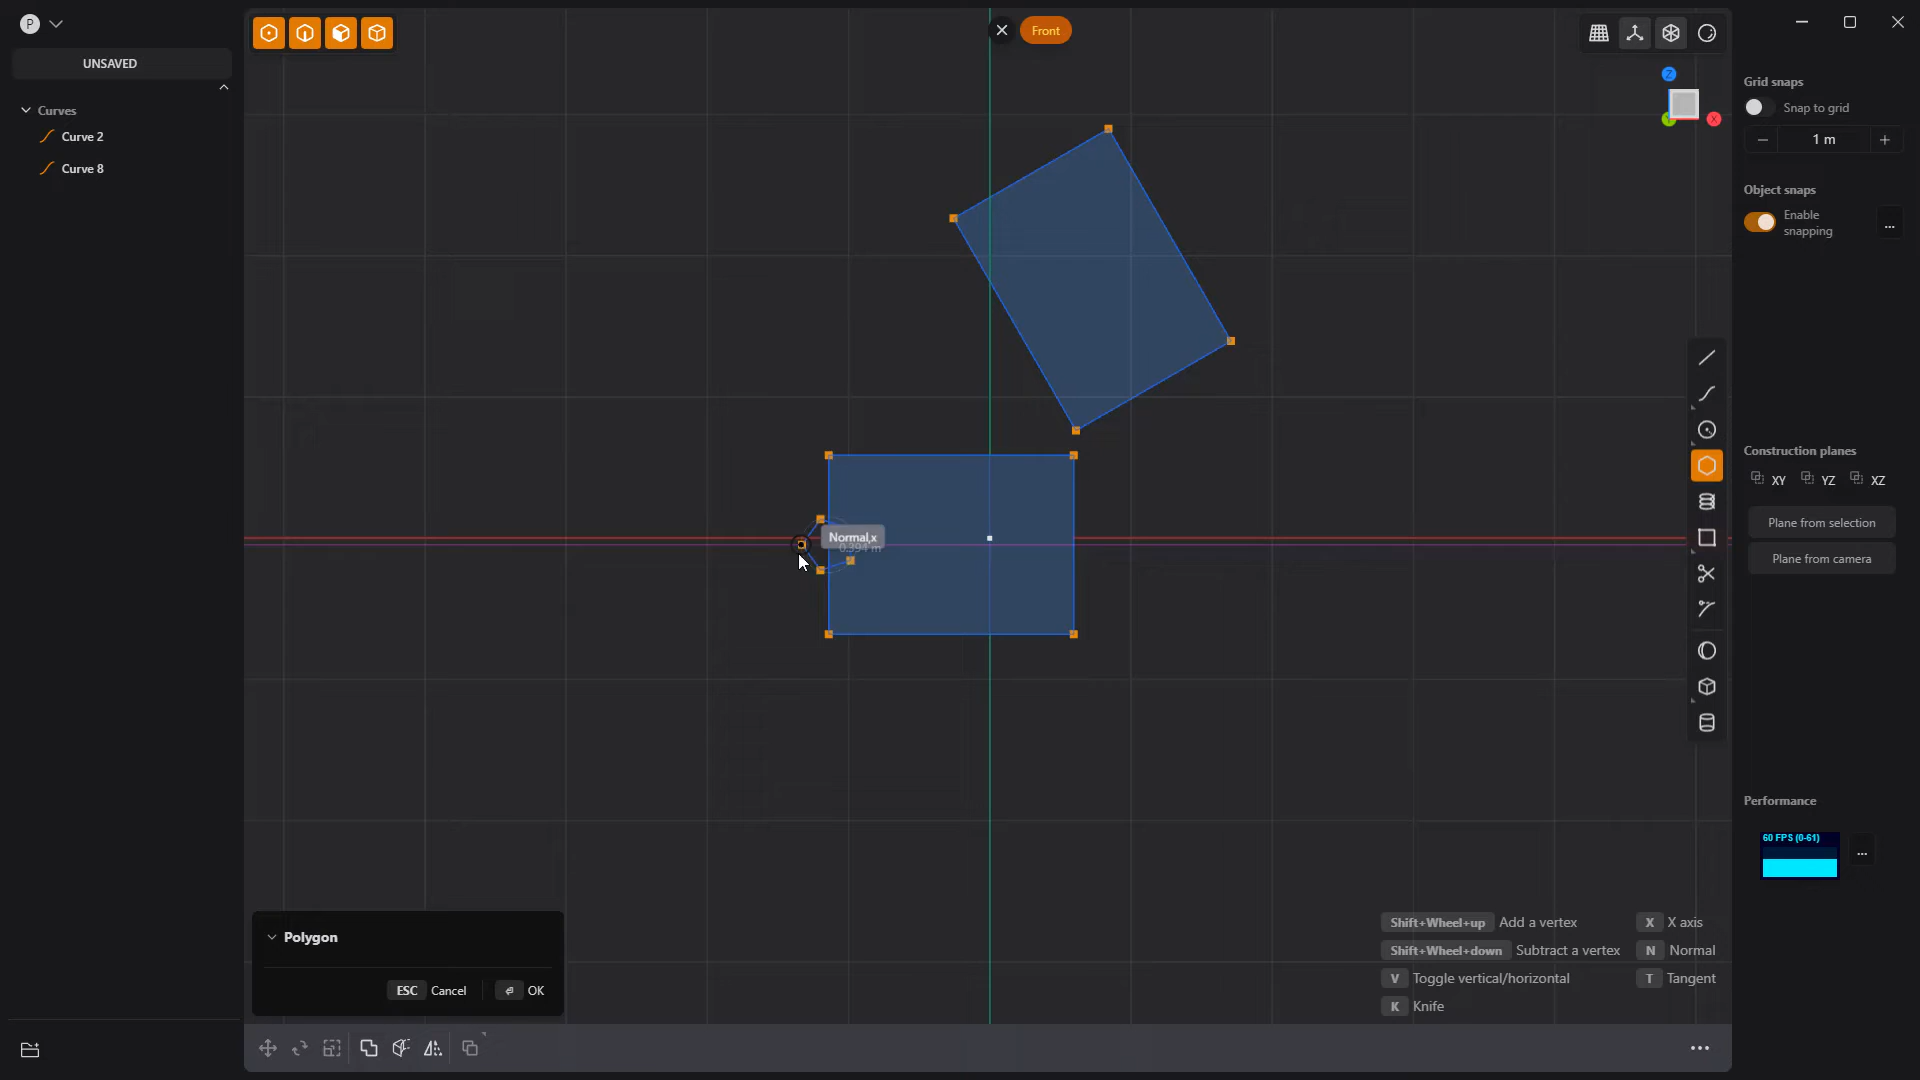 P
UNSAVED
Curves
Curve 2
Curve 8
Front
Z
X
Y
Grid snaps
Snap to grid
1 m
Object snaps
Enable
snapping
...
Normal,x
0.394 m
Construction planes
XY
YZ
XZ
Plane from selection
Plane from camera
Performance
60 FPS (0-61)
...
Polygon
ESC Cancel
OK
Shift+Wheel+up Add a vertex
X X axis
Shift+Wheel+down Subtract a vertex
N Normal
V Toggle vertical/horizontal
T Tangent
K Knife